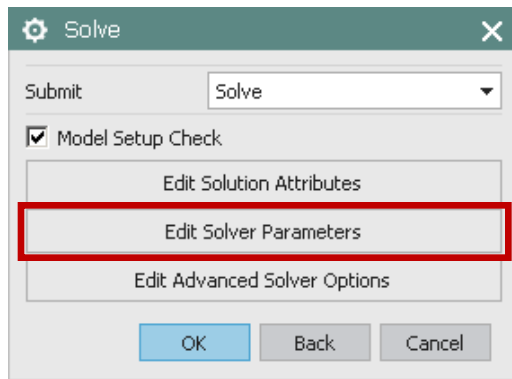 Solve
Submit Solve
Model Setup Check
Edit Solution Attributes
Edit Solver Parameters
Edit Advanced Solver Options
OK Back Cancel